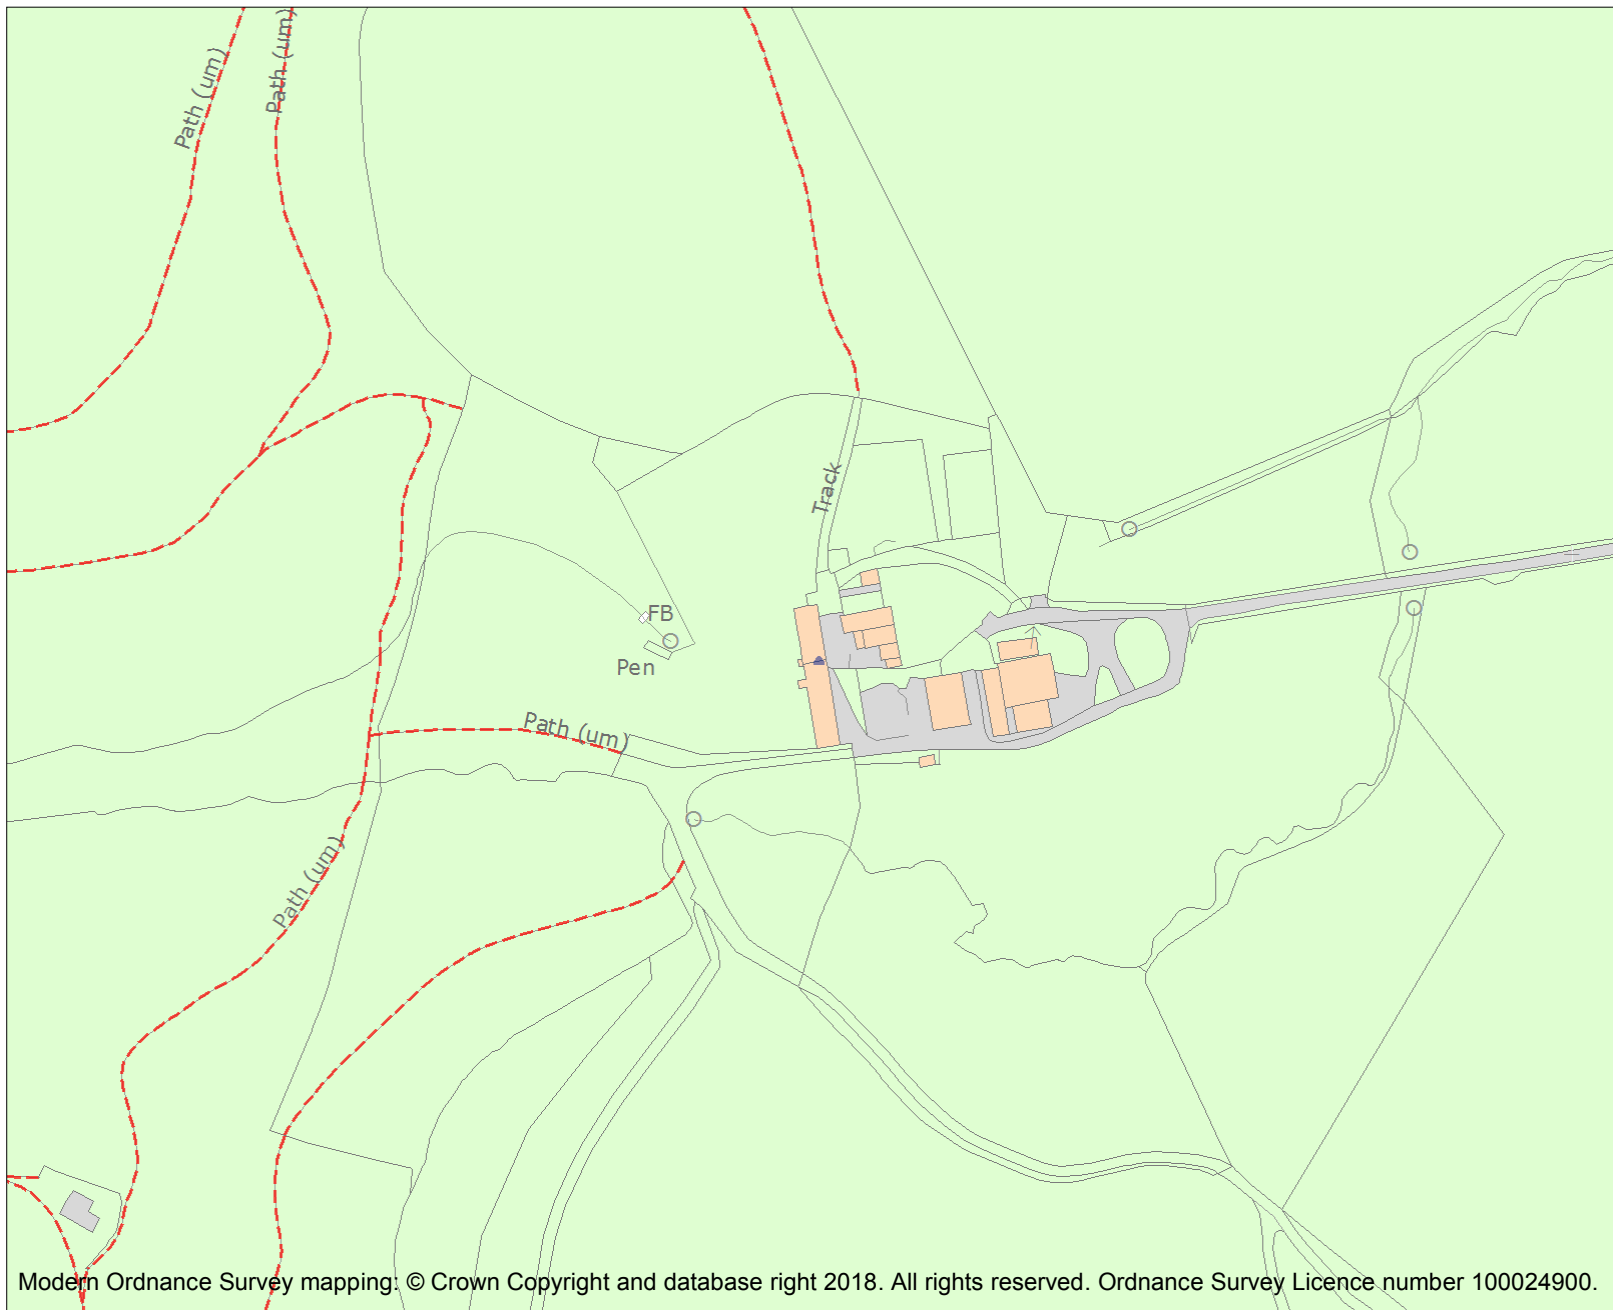 Path (um)
Path (um)
Track
FB
Pen
Path (um)
Path (um)
Modern Ordnance Survey mapping: © Crown Copyright and database right 2018. All rights reserved. Ordnance Survey Licence number 100024900.